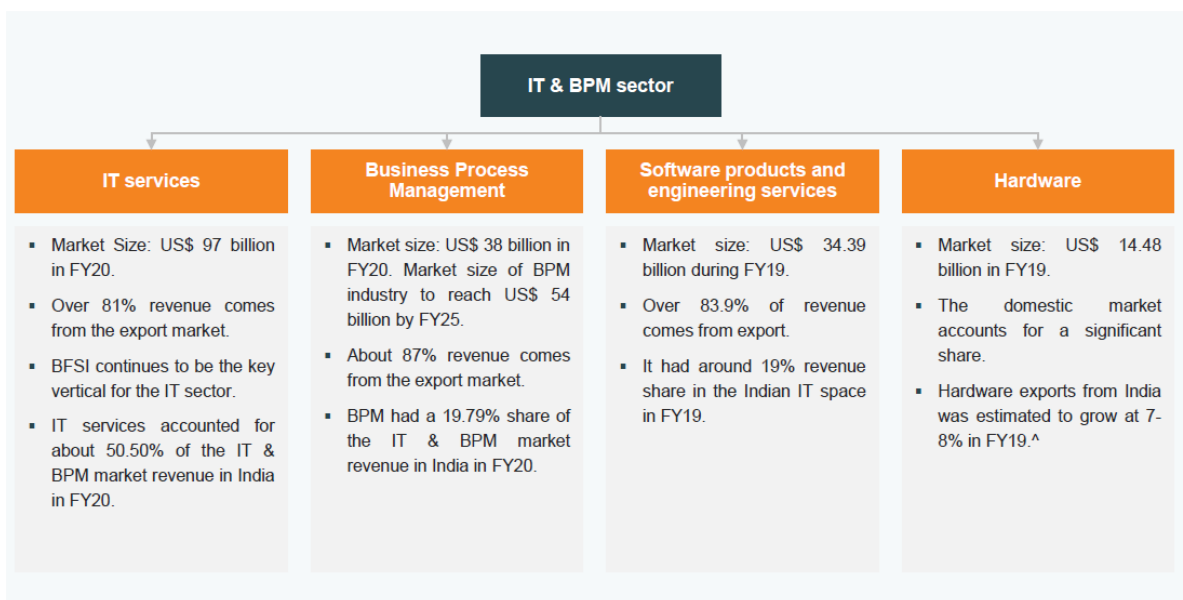 IT & BPM sector
IT services
▪ Market Size: US$ 97 billion
in FY20.
▪ Over 81% revenue comes
from the export market.
▪ BFSI continues to be the key
vertical for the IT sector.
▪ IT services accounted for
about 50.50% of the IT &
BPM market revenue in India
in FY20.
Business Process
Management
▪ Market size: US$ 38 billion in
FY20. Market size of BPM
industry to reach US$ 54
billion by FY25.
▪ About 87% revenue comes
from the export market.
▪ BPM had a 19.79% share of
the IT & BPM market
revenue in India in FY20.
Software products and
engineering services
▪ Market size: US$ 34.39
billion during FY19.
▪ Over 83.9% of revenue
comes from export.
▪ It had around 19% revenue
share in the Indian IT space
in FY19.
Hardware
▪ Market size: US$ 14.48
billion in FY19.
▪ The domestic market
accounts for a significant
share.
▪ Hardware exports from India
was estimated to grow at 7-
8% in FY19.^